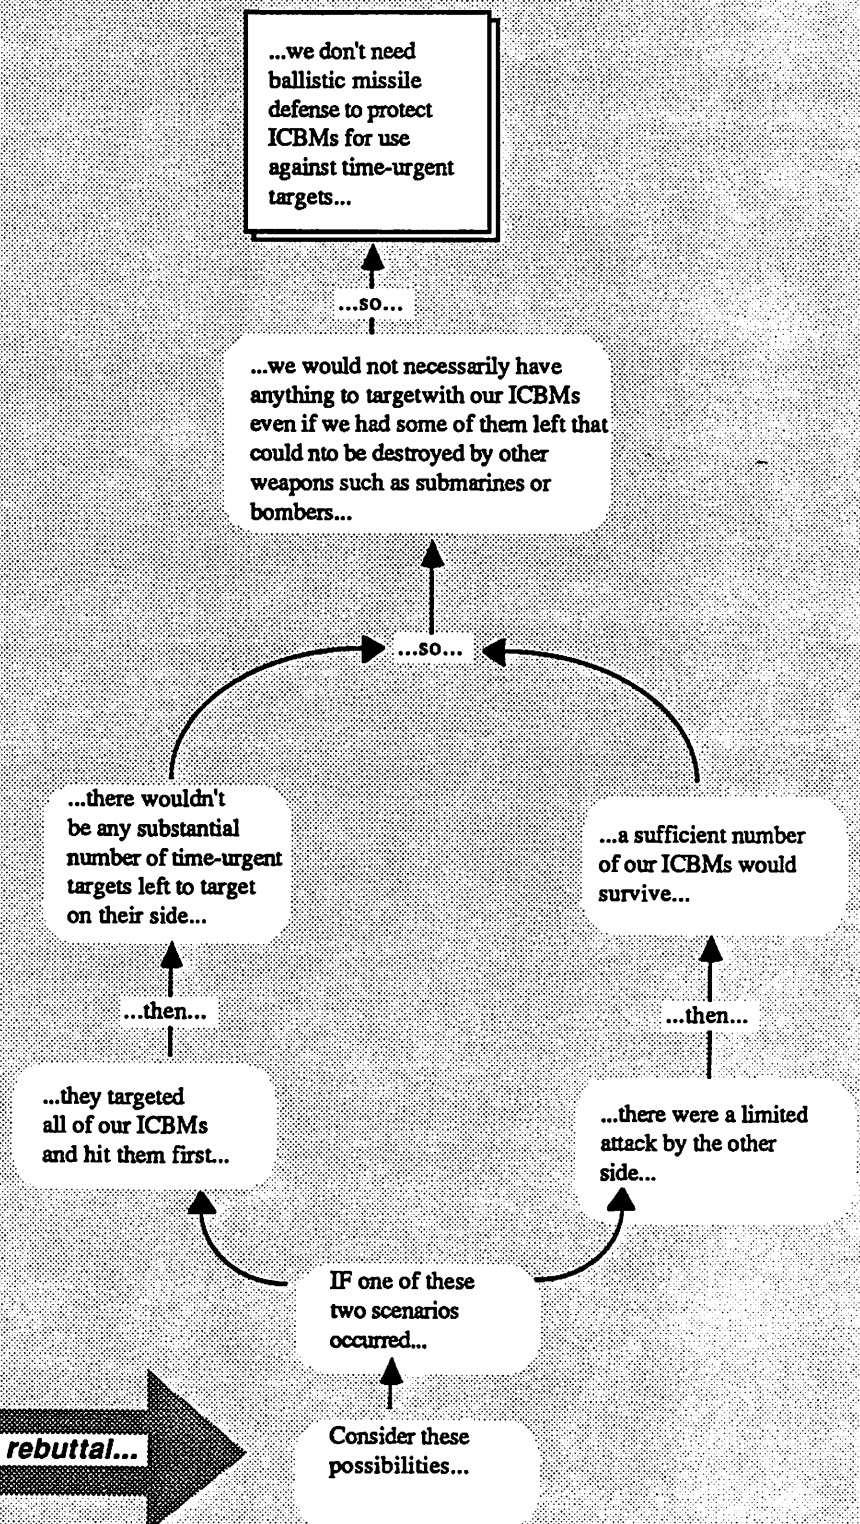 ...we don't need
ballistic missile
defense to protect
ICBMs for use
against time-urgent
targets...
...so...
...we would not necessarily have
anything to targetwith our ICBMs
even if we had some of them left that
could nto be destroyed by other
weapons such as submarines or
bombers...
...so...
...there wouldn't
be any substantial
number of time-urgent
targets left to target
on their side...
...a sufficient number
of our ICBMs would
survive...
...then...
...then...
...they targeted
all of our ICBMs
and hit them first...
...there were a limited
attack by the other
side...
IF one of these
two scenarios
occurred...
Consider these
possibilities...
rebuttal...